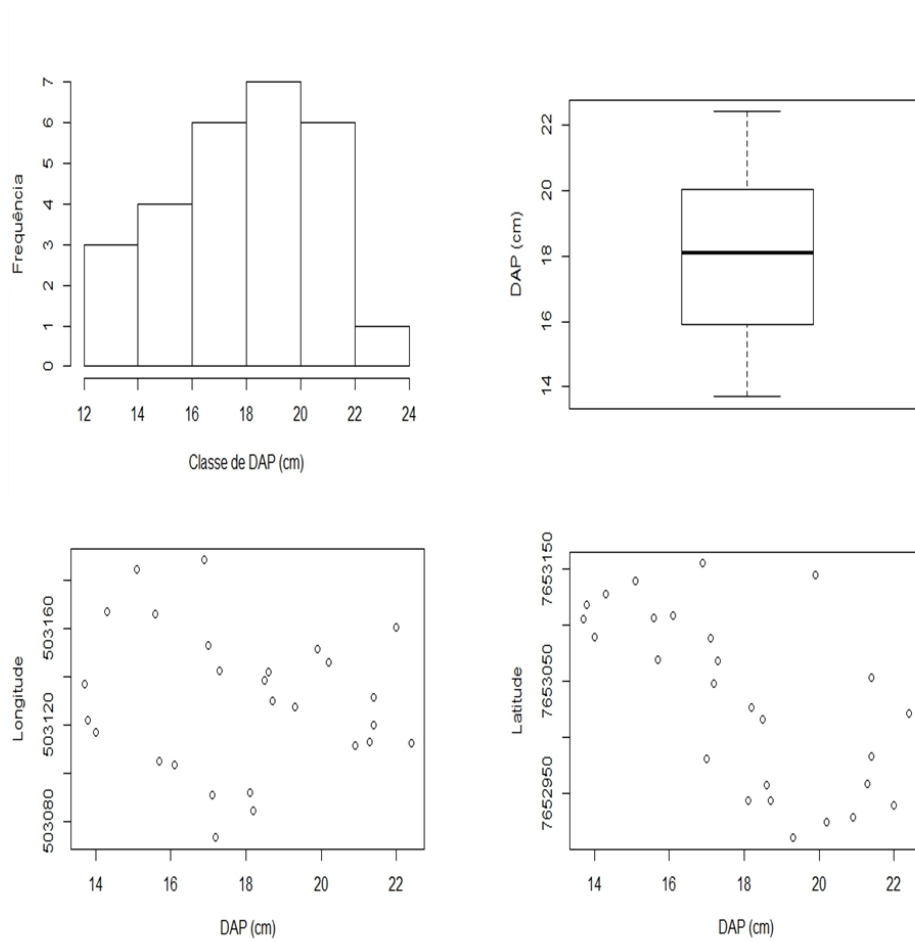 Frequência
7
6
5
4
3
2
1
0
12 14 16 18 20 22 24
Classe de DAP (cm)
DAP (cm)
22
20
18
16
14
Longitude
503160
503120
503080
14 16 18 20 22
DAP (cm)
Latitude
7653150
7653050
7652950
14 16 18 20 22
DAP (cm)